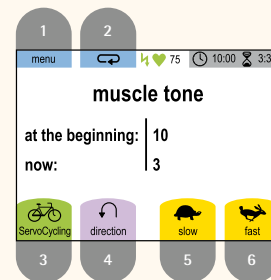 1 2
menu 75 10:00 3:3
muscle tone
at the beginning: 10
now: 3
ServoCycling direction slow fast
3 4 5 6